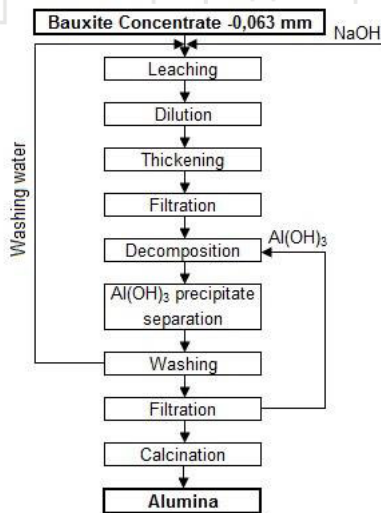 Bauxite Concentrate -0,063 mm
NaOH
Leaching
Dilution
Thickening
Filtration
Washing water
Decomposition
Al(OH)3
Al(OH)3 precipitate
separation
Washing
Filtration
Calcination
Alumina